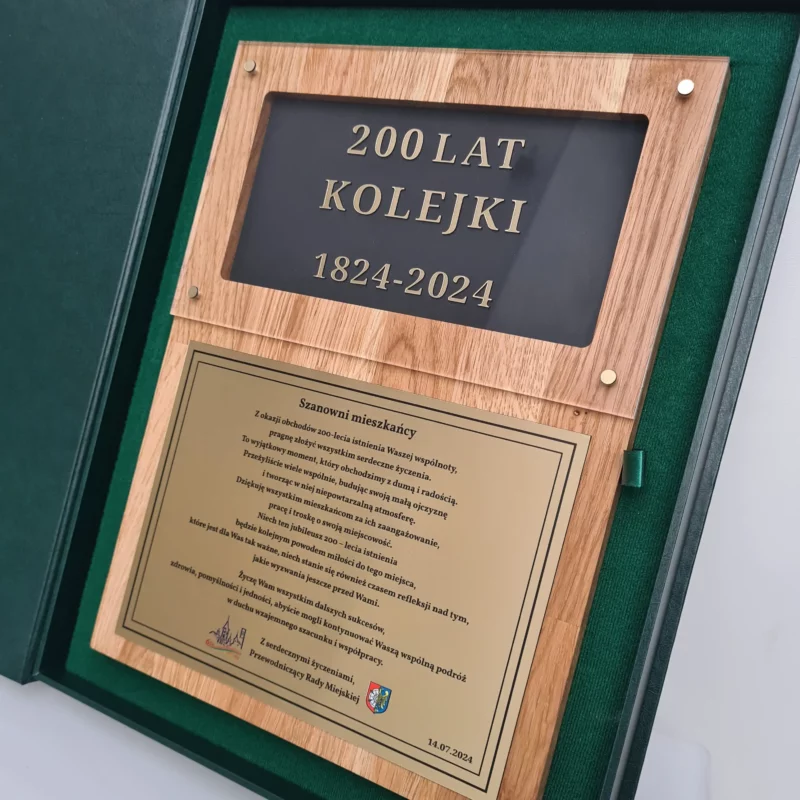 200 LAT
KOLEJKI
1824-2024
Szanowni mieszkańcy
Z okazji obchodów 200-lecia istnienia Waszej wspólnoty,
pragnę złożyć wszystkim serdeczne życzenia.
To wyjątkowy moment, który obchodzimy z dumą i radością.
Przeżyliście wiele wspólnie, budując swoją małą ojczyznę
i tworząc w niej niepowtarzalną atmosferę.
Dziękuję wszystkim mieszkańcom za ich zaangażowanie,
pracę i troskę o swoją miejscowość.
Niech ten jubileusz 200 – lecia istnienia
będzie kolejnym powodem miłości do tego miejsca,
które jest dla Was tak ważne, niech stanie się również czasem refleksji nad tym,
jakie wyzwania jeszcze przed Wami.
Życzę Wam wszystkim dalszych sukcesów,
zdrowia, pomyślności i jedności, abyście mogli kontynuować Waszą wspólną podróż
w duchu wzajemnego szacunku i współpracy.
Z serdecznymi życzeniami,
Przewodniczący Rady Miejskiej
14.07.2024